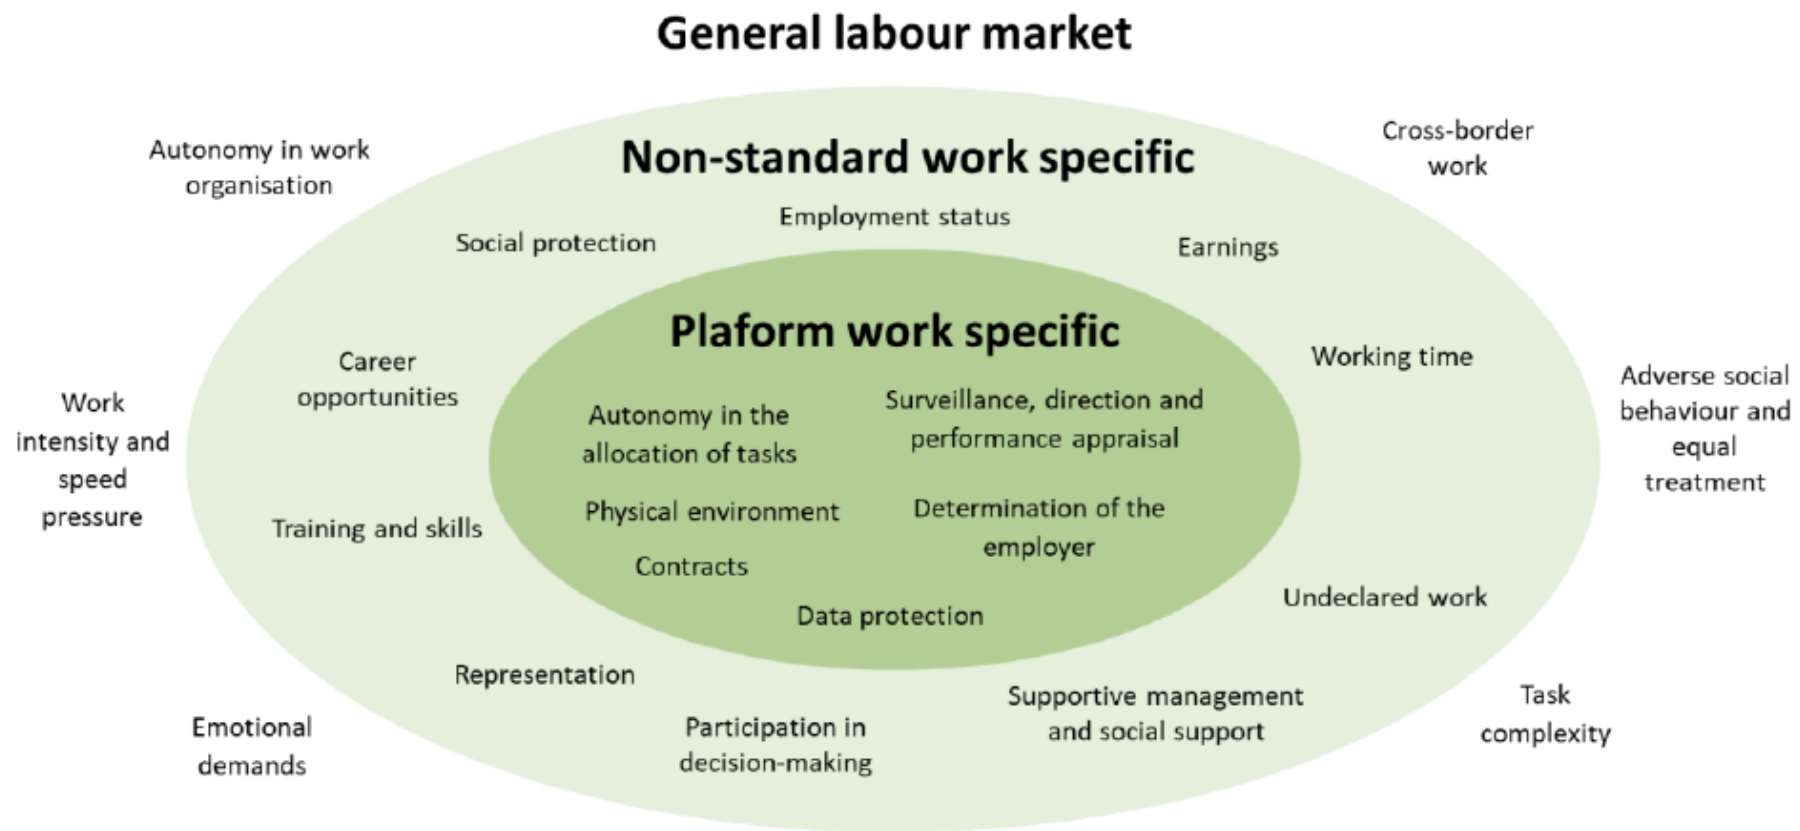 General labour market
Autonomy in work
organisation
Cross-border
work
Non-standard work specific
Employment status
Social protection
Earnings
Plaform work specific
Career
opportunities
Working time
Work
intensity and
speed
pressure
Adverse social
behaviour and
equal
treatment
Autonomy in the
allocation of tasks
Surveillance, direction and
performance appraisal
Physical environment
Determination of the
employer
Training and skills
Contracts
Data protection
Undeclared work
Representation
Participation in
decision-making
Supportive management
and social support
Emotional
demands
Task
complexity